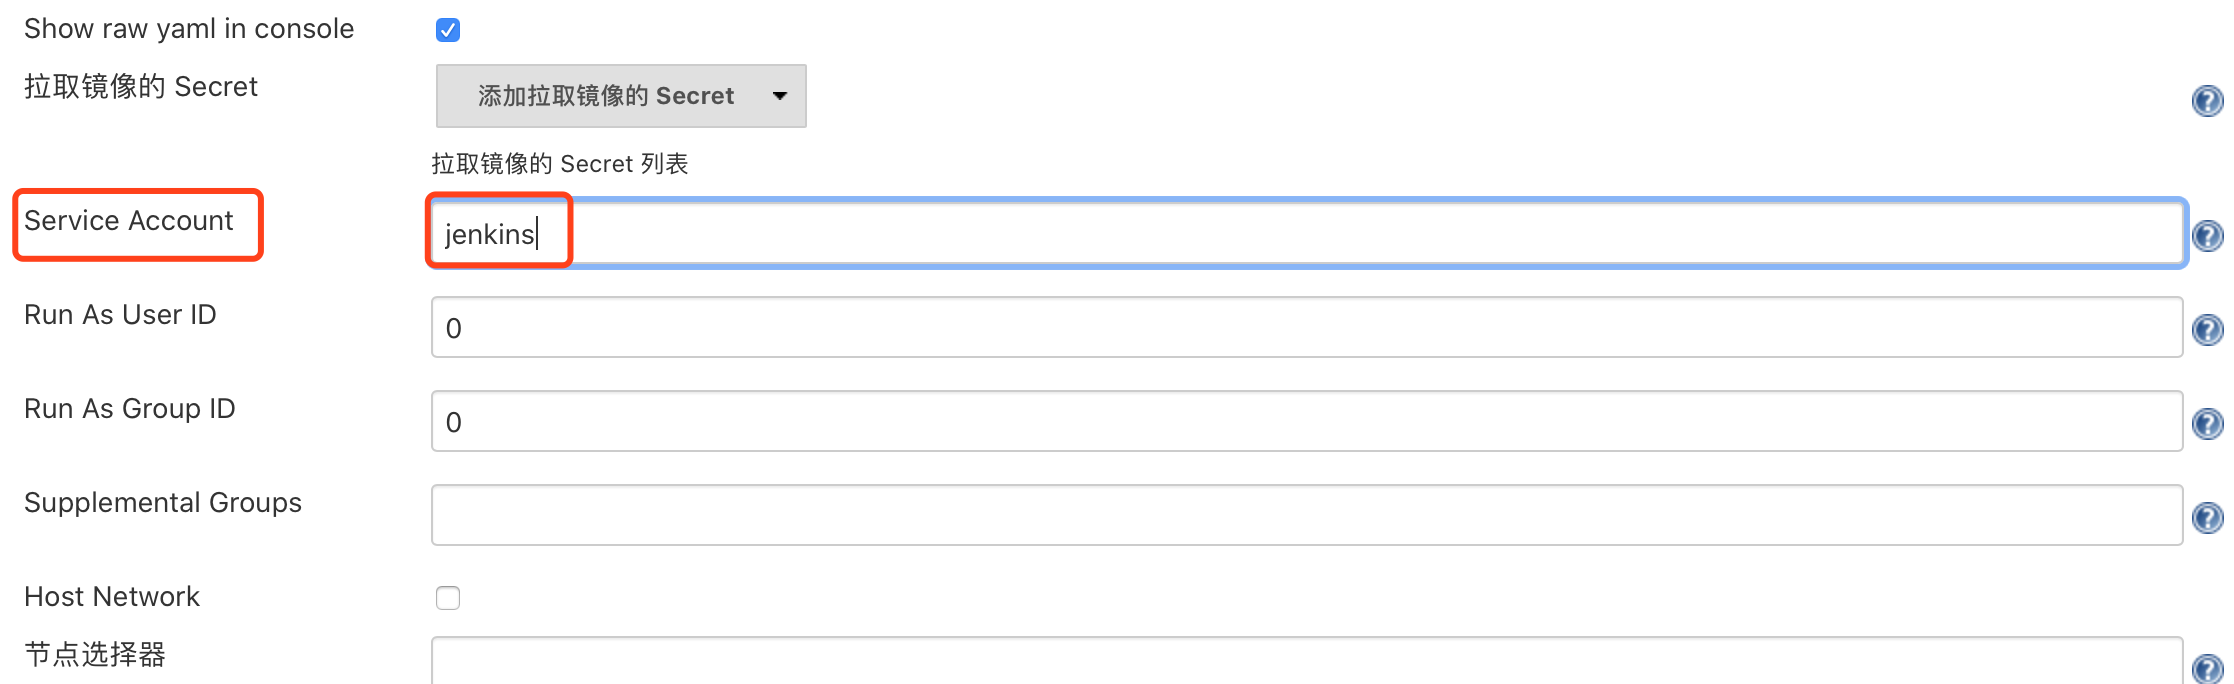 Show raw yaml in console
拉取镜像的 Secret
添加拉取镜像的 Secret
拉取镜像的 Secret 列表
Service Account
jenkins
Run As User ID
0
Run As Group ID
0
Supplemental Groups
Host Network
节点选择器